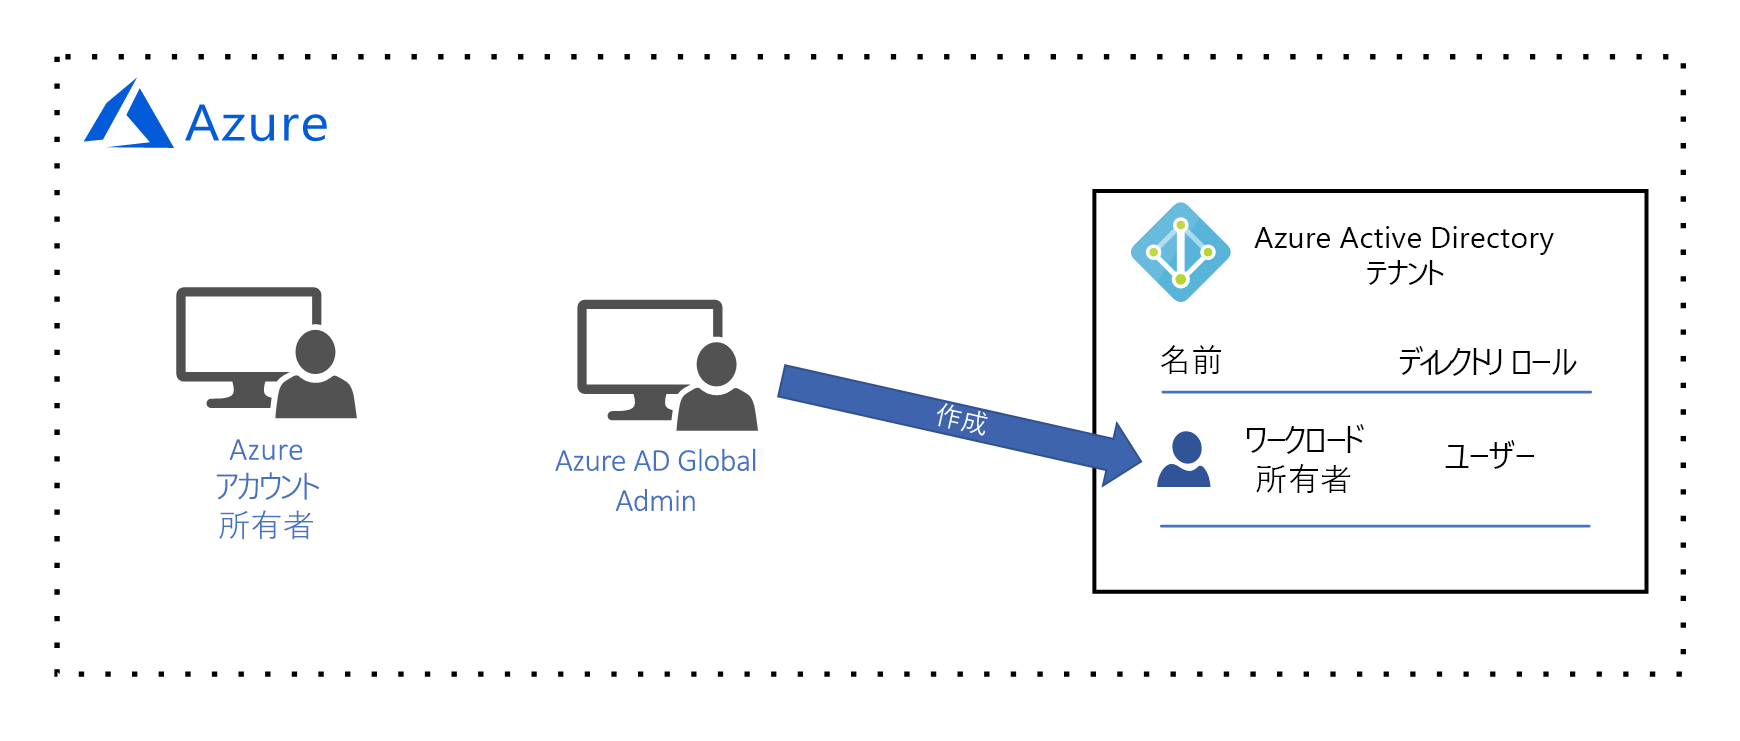 Azure
Azure Active Directory
テナント
名前
ディレクトリ ロール
ワークロード
所有者
ユーザー
作成
Azure
アカウント
所有者
Azure AD Global
Admin